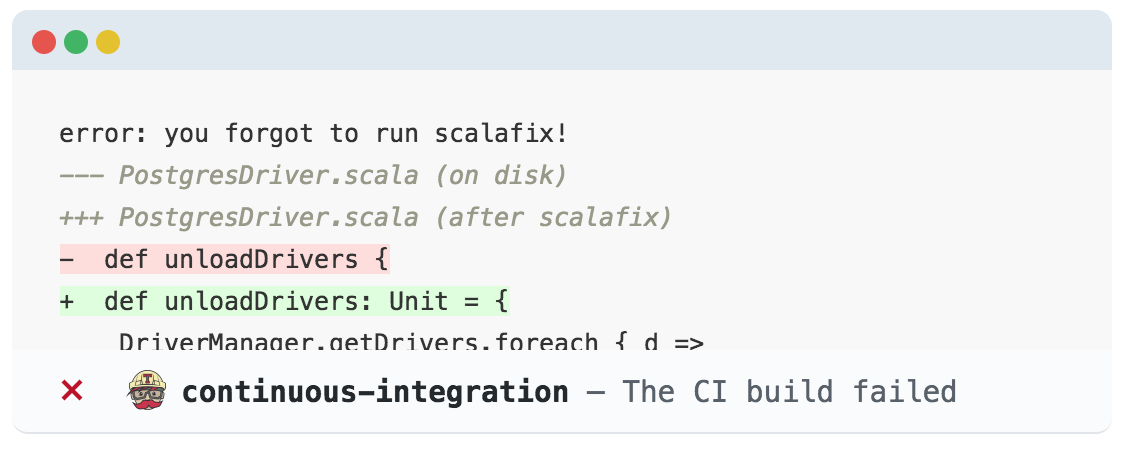 error: you forgot to run scalafix!
--- PostgresDriver.scala (on disk)
+++ PostgresDriver.scala (after scalafix)
-  def unloadDrivers {
+  def unloadDrivers: Unit = {
    DriverManager.getDrivers.foreach { d =>
× continuous-integration — The CI build failed